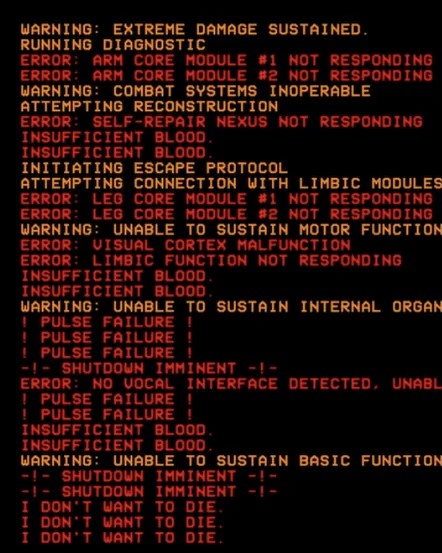 WARNING: EXTREME DAMAGE SUSTAINED.
RUNNING DIAGNOSTIC
ERROR: ARM CORE MODULE #1 NOT RESPONDING
ERROR: ARM CORE MODULE #2 NOT RESPONDING
WARNING: COMBAT SYSTEMS INOPERABLE
ATTEMPTING RECONSTRUCTION
ERROR: SELF-REPAIR NEXUS NOT RESPONDING
INSUFFICIENT BLOOD.
INSUFFICIENT BLOOD.
INITIATING ESCAPE PROTOCOL
ATTEMPTING CONNECTION WITH LIMBIC MODULES
ERROR: LEG CORE MODULE #1 NOT RESPONDING
ERROR: LEG CORE MODULE #2 NOT RESPONDING
WARNING: UNABLE TO SUSTAIN MOTOR FUNCTION
ERROR: VISUAL CORTEX MALFUNCTION
ERROR: LIMBIC FUNCTION NOT RESPONDING
INSUFFICIENT BLOOD.
INSUFFICIENT BLOOD.
WARNING: UNABLE TO SUSTAIN INTERNAL ORGAN
! PULSE FAILURE !
! PULSE FAILURE !
! PULSE FAILURE !
-!- SHUTDOWN IMMINENT -!-
ERROR: NO VOCAL INTERFACE DETECTED, UNABL
! PULSE FAILURE !
! PULSE FAILURE !
INSUFFICIENT BLOOD.
INSUFFICIENT BLOOD.
WARNING: UNABLE TO SUSTAIN BASIC FUNCTION
-!- SHUTDOWN IMMINENT -!-
-!- SHUTDOWN IMMINENT -!-
I DON'T WANT TO DIE.
I DON'T WANT TO DIE.
I DON'T WANT TO DIE.